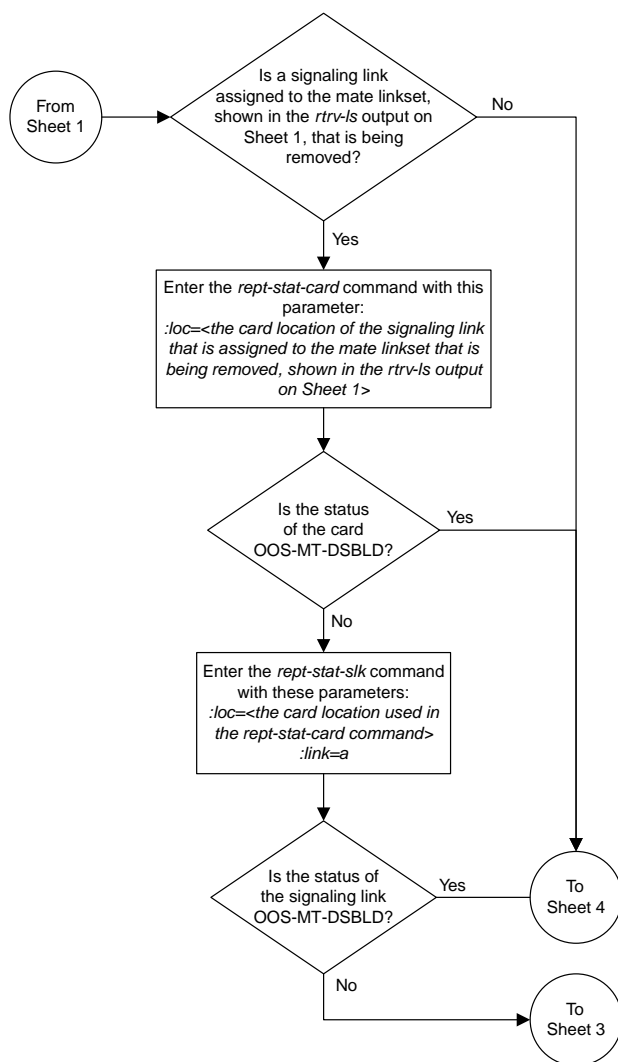 Is a signaling link
assigned to the mate linkset,
shown in the rtrv-ls output on
Sheet 1, that is being
removed?
From
Sheet 1
No
Yes
Enter the rept-stat-card command with this
parameter:
:loc=<the card location of the signaling link
that is assigned to the mate linkset that is
being removed, shown in the rtrv-ls output
on Sheet 1>
Is the status
of the card
OOS-MT-DSBLD?
Yes
No
Enter the rept-stat-slk command
with these parameters:
:loc=<the card location used in
the rept-stat-card command>
:link=a
Is the status of
the signaling link
OOS-MT-DSBLD?
Yes
To
Sheet 4
No
To
Sheet 3